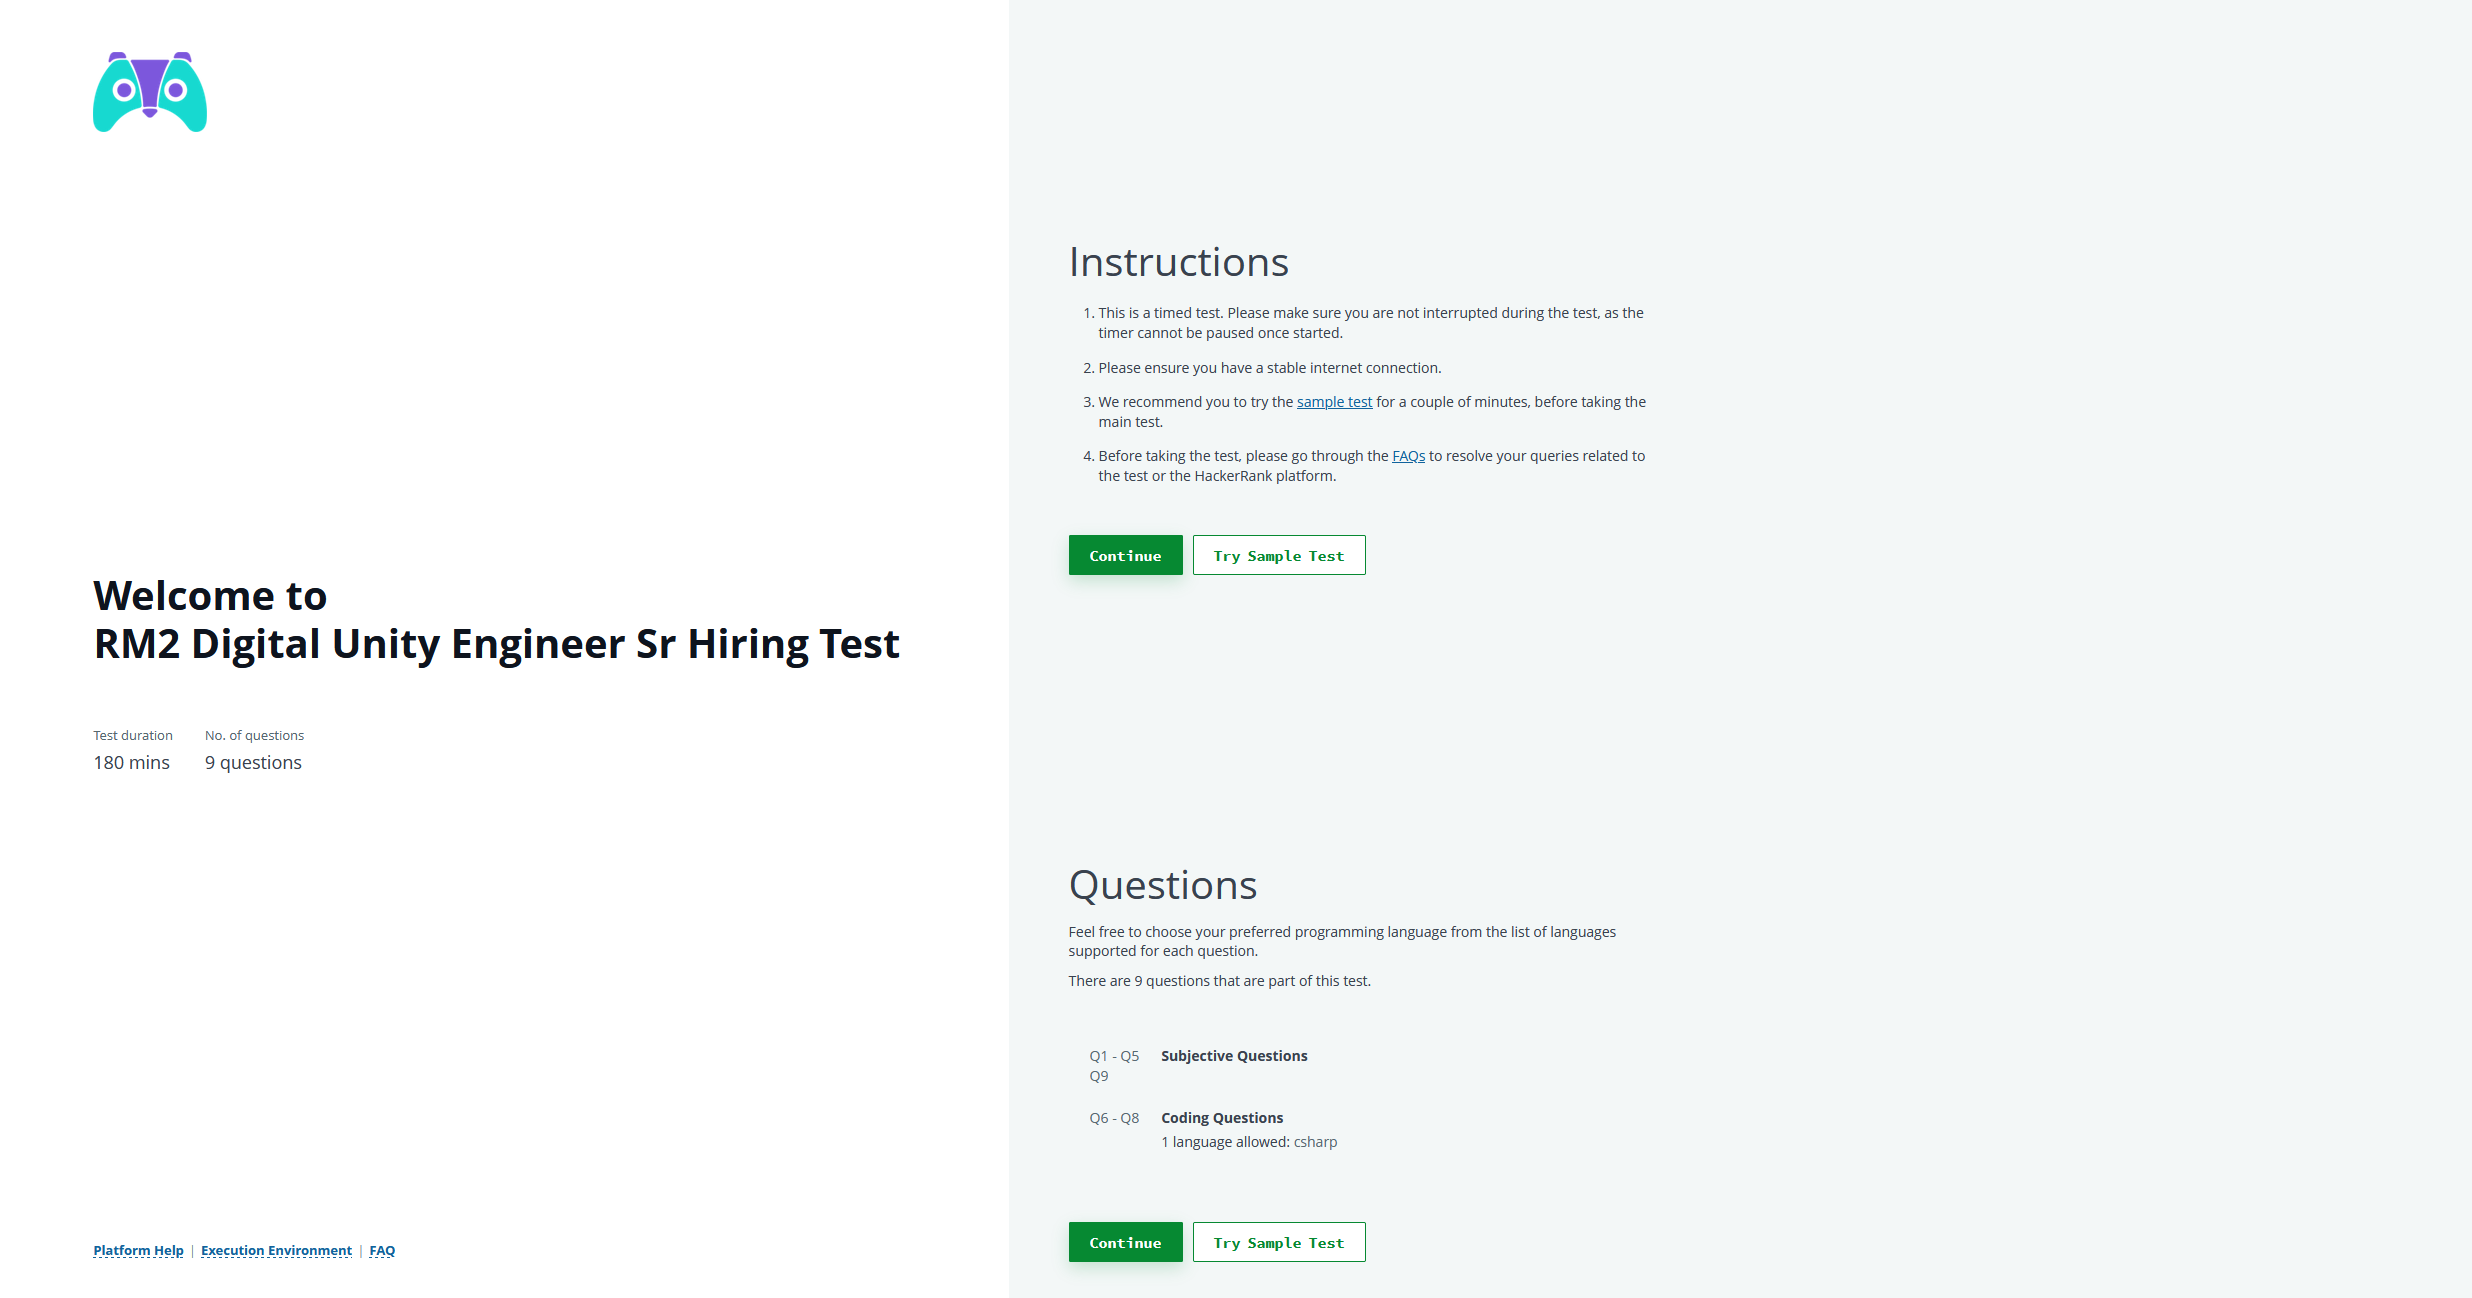 Welcome to
RM2 Digital Unity Engineer Sr Hiring Test
Test duration
180 mins
No. of questions
9 questions
Platform Help | Execution Environment | FAQ
Instructions
1. This is a timed test. Please make sure you are not interrupted during the test, as the
timer cannot be paused once started.
2. Please ensure you have a stable internet connection.
3. We recommend you to try the sample test for a couple of minutes, before taking the
main test.
4. Before taking the test, please go through the FAQs to resolve your queries related to
the test or the HackerRank platform.
Continue
Try Sample Test
Questions
Feel free to choose your preferred programming language from the list of languages
supported for each question.
There are 9 questions that are part of this test.
Q1 - Q5 Subjective Questions
Q9
Q6 - Q8 Coding Questions
1 language allowed: csharp
Continue
Try Sample Test